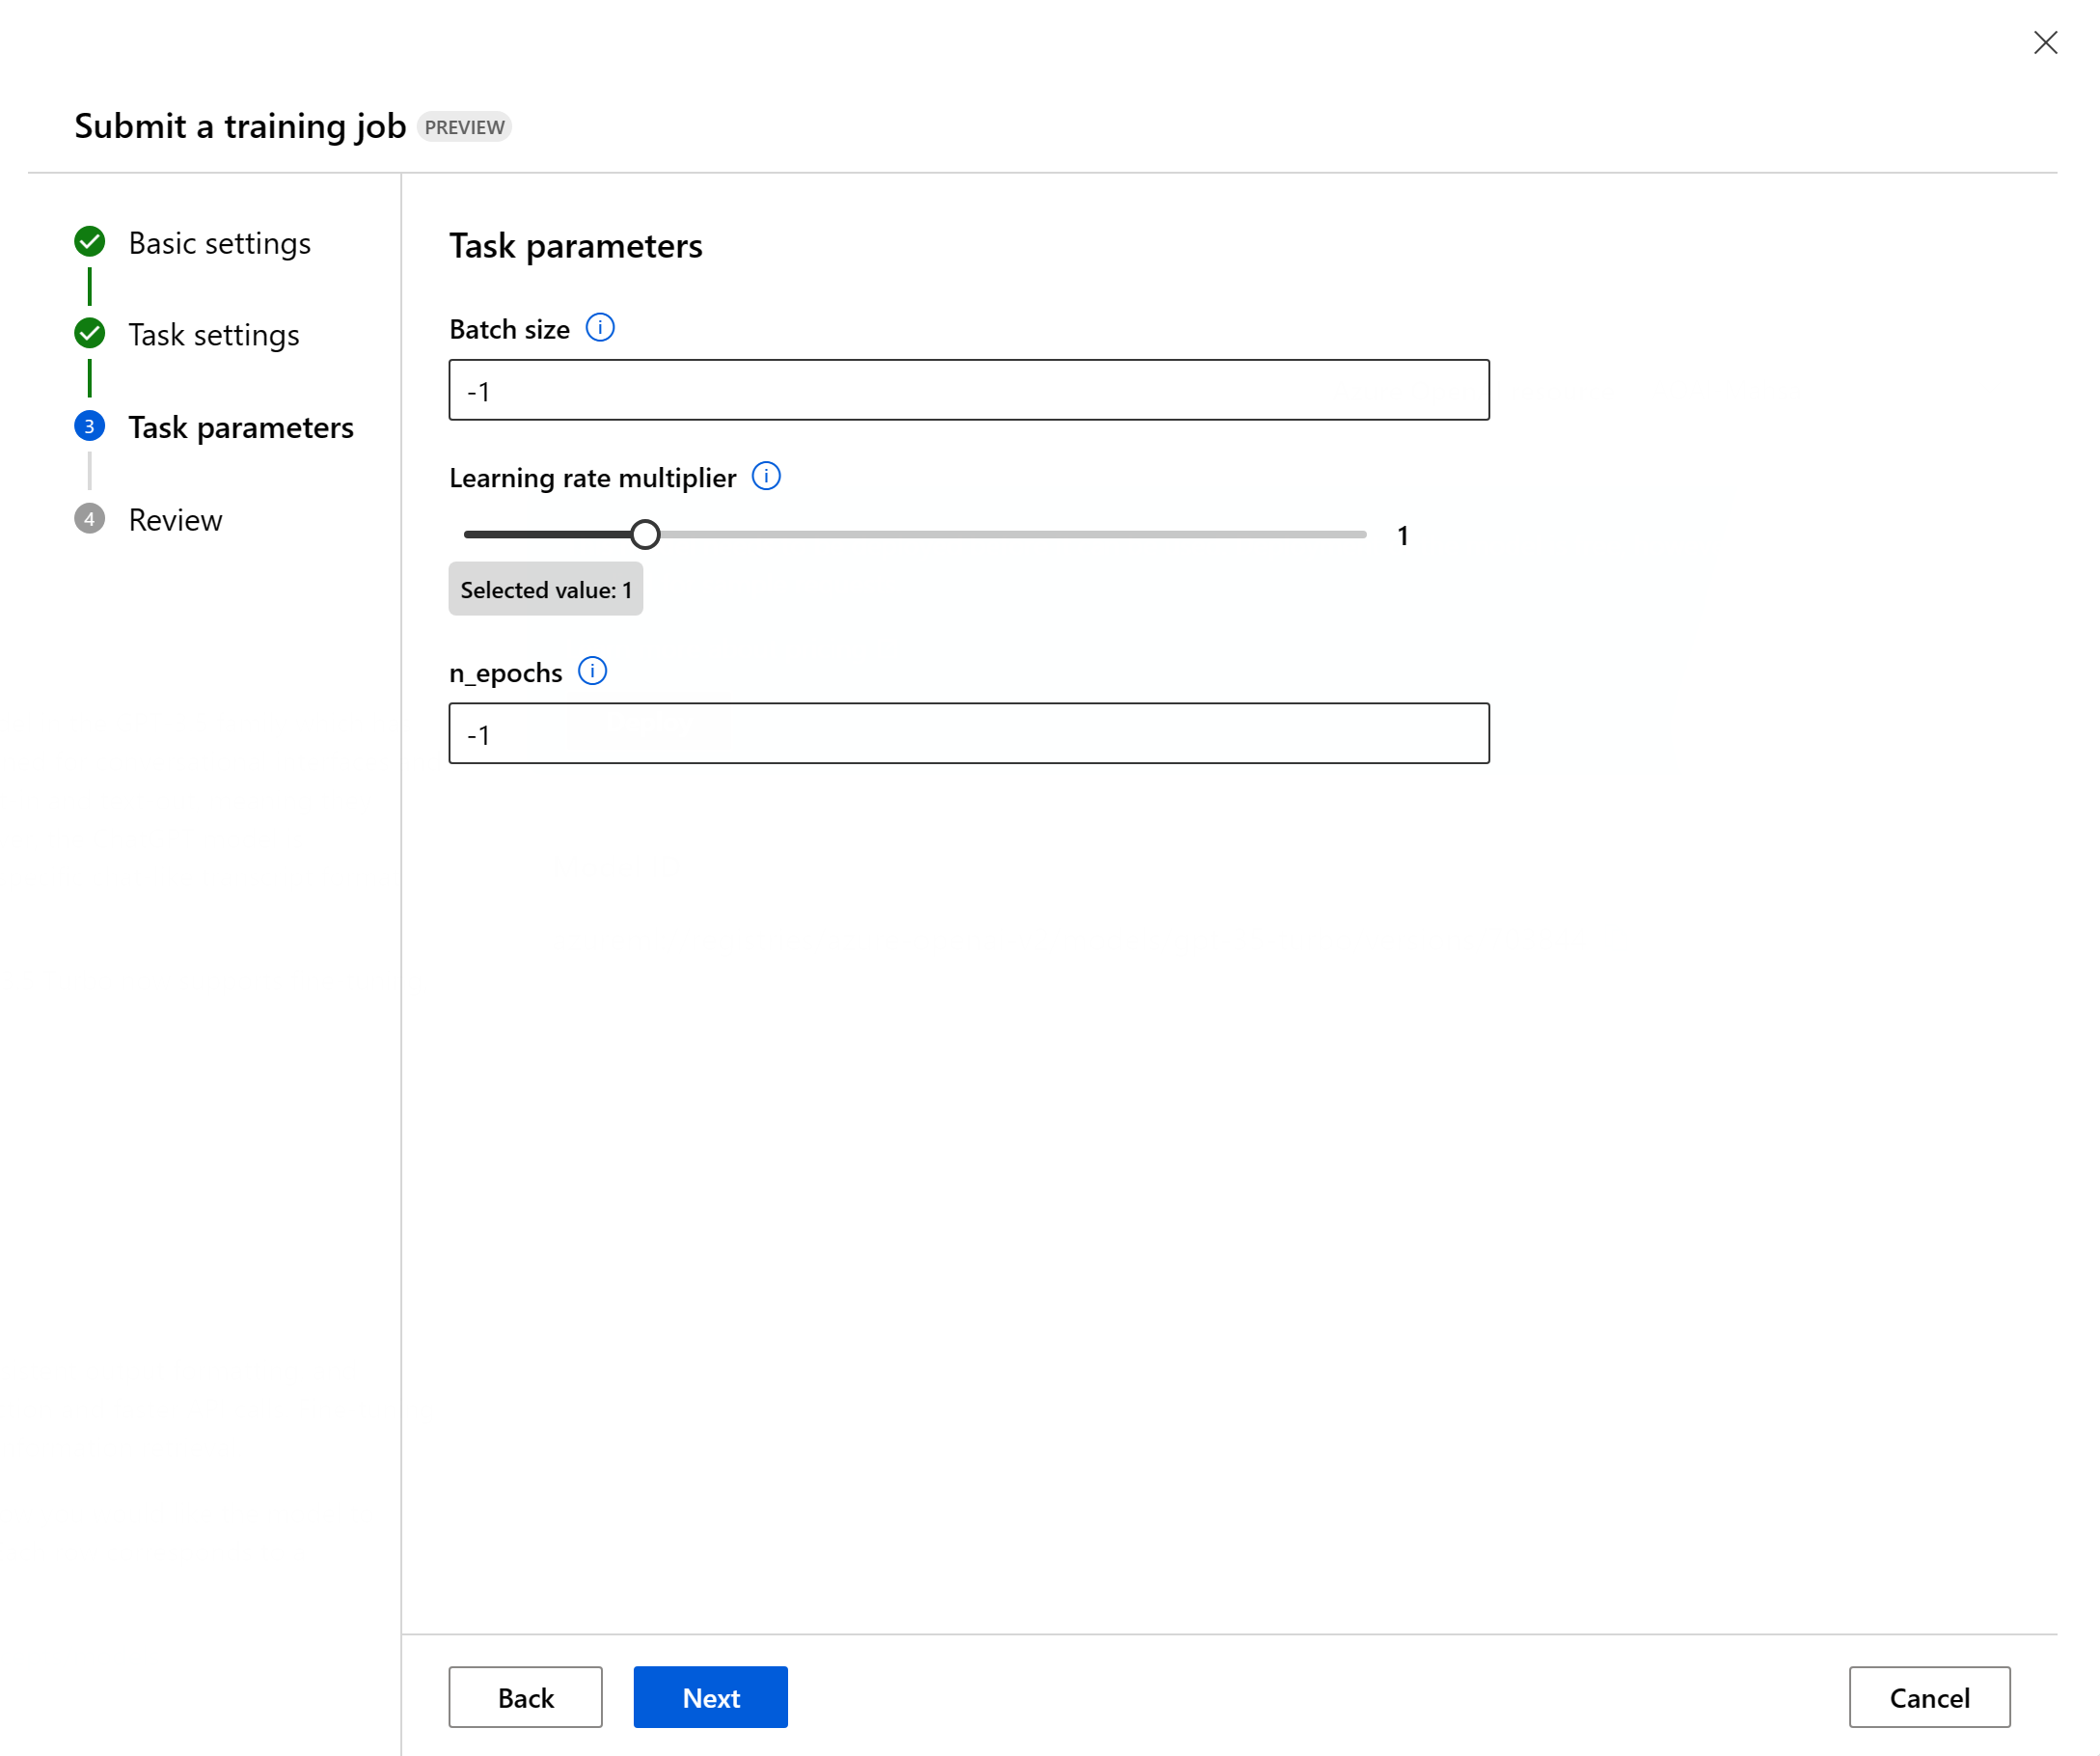 Submit a training job PREVIEW
Basic settings
Task settings
3 Task parameters
4 Review
Task parameters
Batch size
-1
Learning rate multiplier
1
Selected value: 1
n_epochs
-1
Back
Next
Cancel